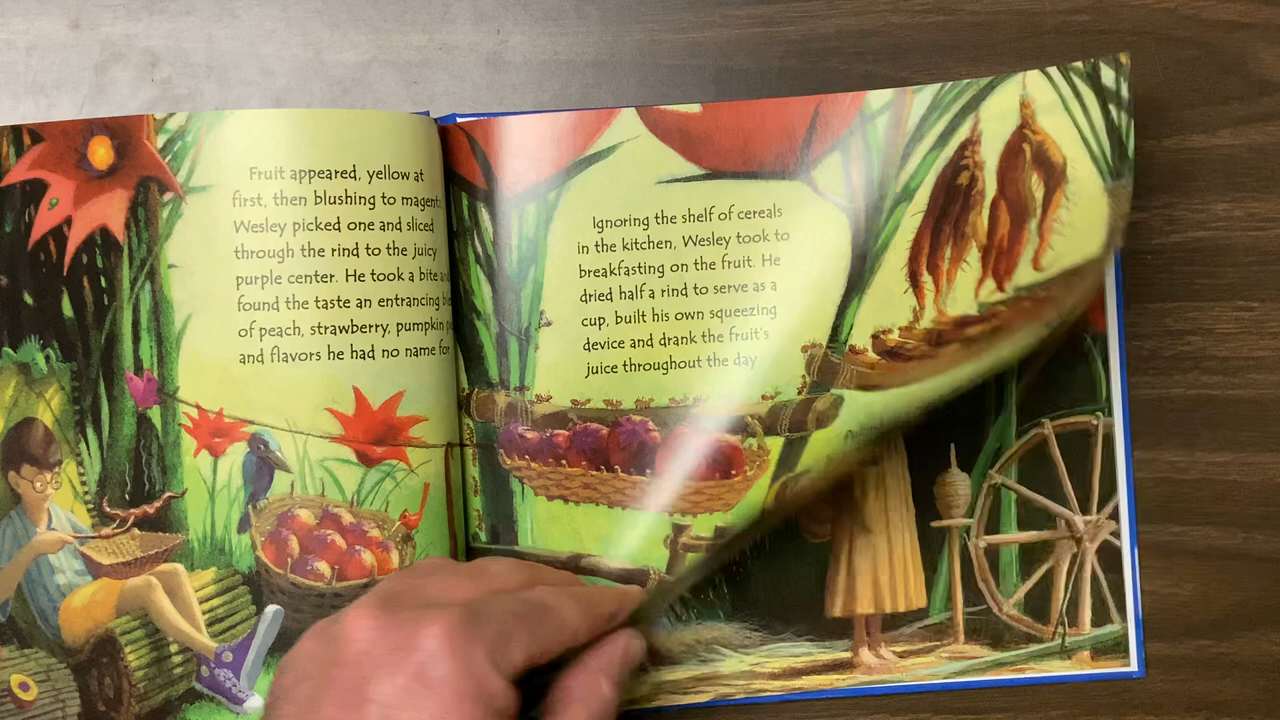 Fruit appeared, yellow at
first, then blushing to
Wesley picked one and sliced
through the rind to the juicy
purple center. He took a bite
found the taste an entrancing
of peach, strawberry, pumpkin
and flavors he had no name for
Ignoring the shelf of cereals
in the kitchen, Wesley took to
breakfasting on the fruit. He
dried half a rind to serve as a
cup, built his own squeezing
device and drank the fruit's
juice throughout the day